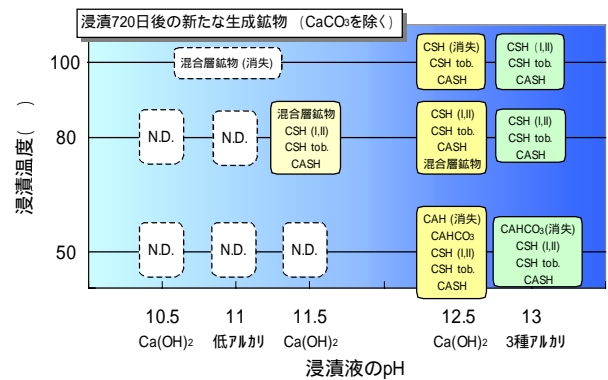 浸漬720日後の新たな生成鉱物 (CaCO3を除く)
浸漬温度( )
100
混合層鉱物 (消失)
CSH (消失)
CSH tob.
CASH
CSH (I,II)
CSH tob.
CASH
80
N.D.
N.D.
混合層鉱物
CSH (I,II)
CSH tob.
CASH
CSH (I,II)
CSH tob.
CASH
混合層鉱物
CSH (I,II)
CSH tob.
CASH
50
N.D.
N.D.
N.D.
CAH (消失)
CAHCO3
CSH (I,II)
CSH tob.
CASH
CAHCO3(消失)
CSH (I,II)
CSH tob.
CASH
10.5 11 11.5 12.5 13
Ca(OH)2 低アルカリ Ca(OH)2 Ca(OH)2 3種アルカリ
浸漬液のpH